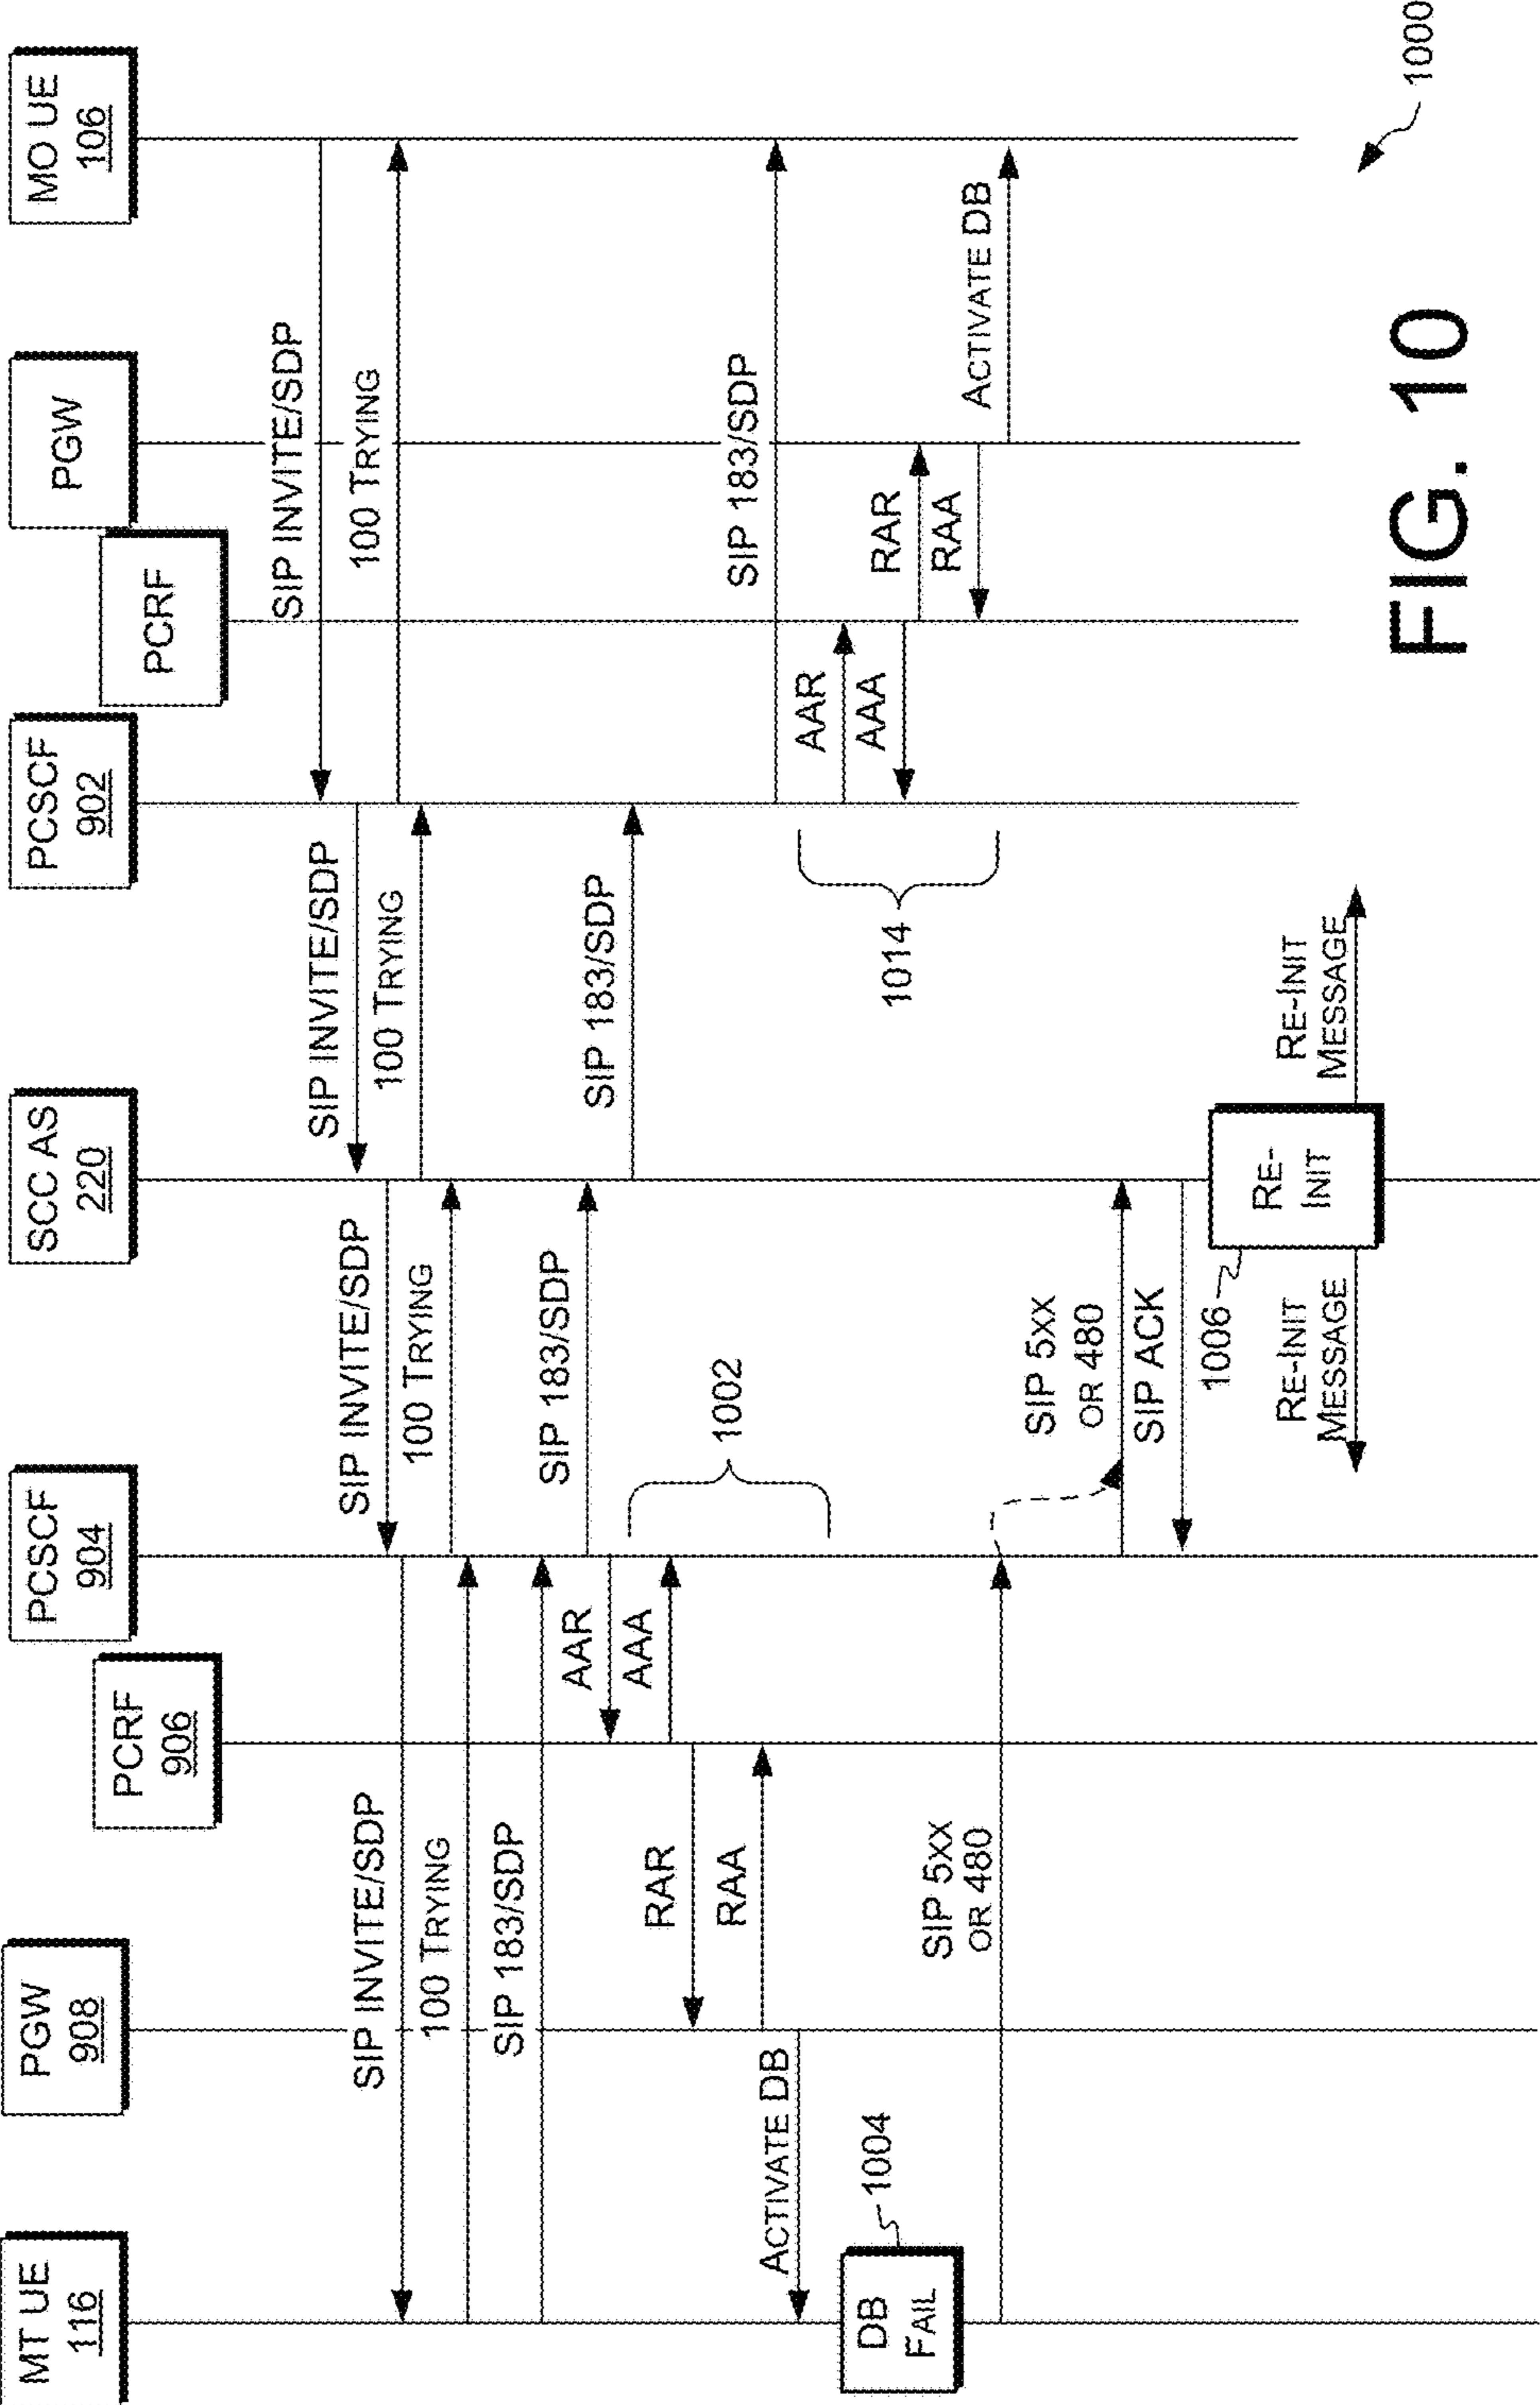 MT UE
116
PGW
908
PCRF
906
PCSCF
904
SCC AS
220
PCSCF
902
PCRF
PGW
MO UE
106
SIP INVITE/SDP
100 TRYING
SIP INVITE/SDP
100 TRYING
SIP INVITE/SDP
100 TRYING
SIP INVITE/SDP
100 TRYING
SIP 183/SDP
SIP 183/SDP
SIP 183/SDP
SIP 183/SDP
AAR
AAA
RAR
RAA
1002
ACTIVATE DB
AAR
AAA
RAR
RAA
1014
ACTIVATE DB
DB
FAIL
1004
SIP 5XX
OR 480
SIP 5XX
OR 480
SIP ACK
1006
RE-
INIT
RE-INIT
MESSAGE
RE-INIT
MESSAGE
1000
FIG. 10